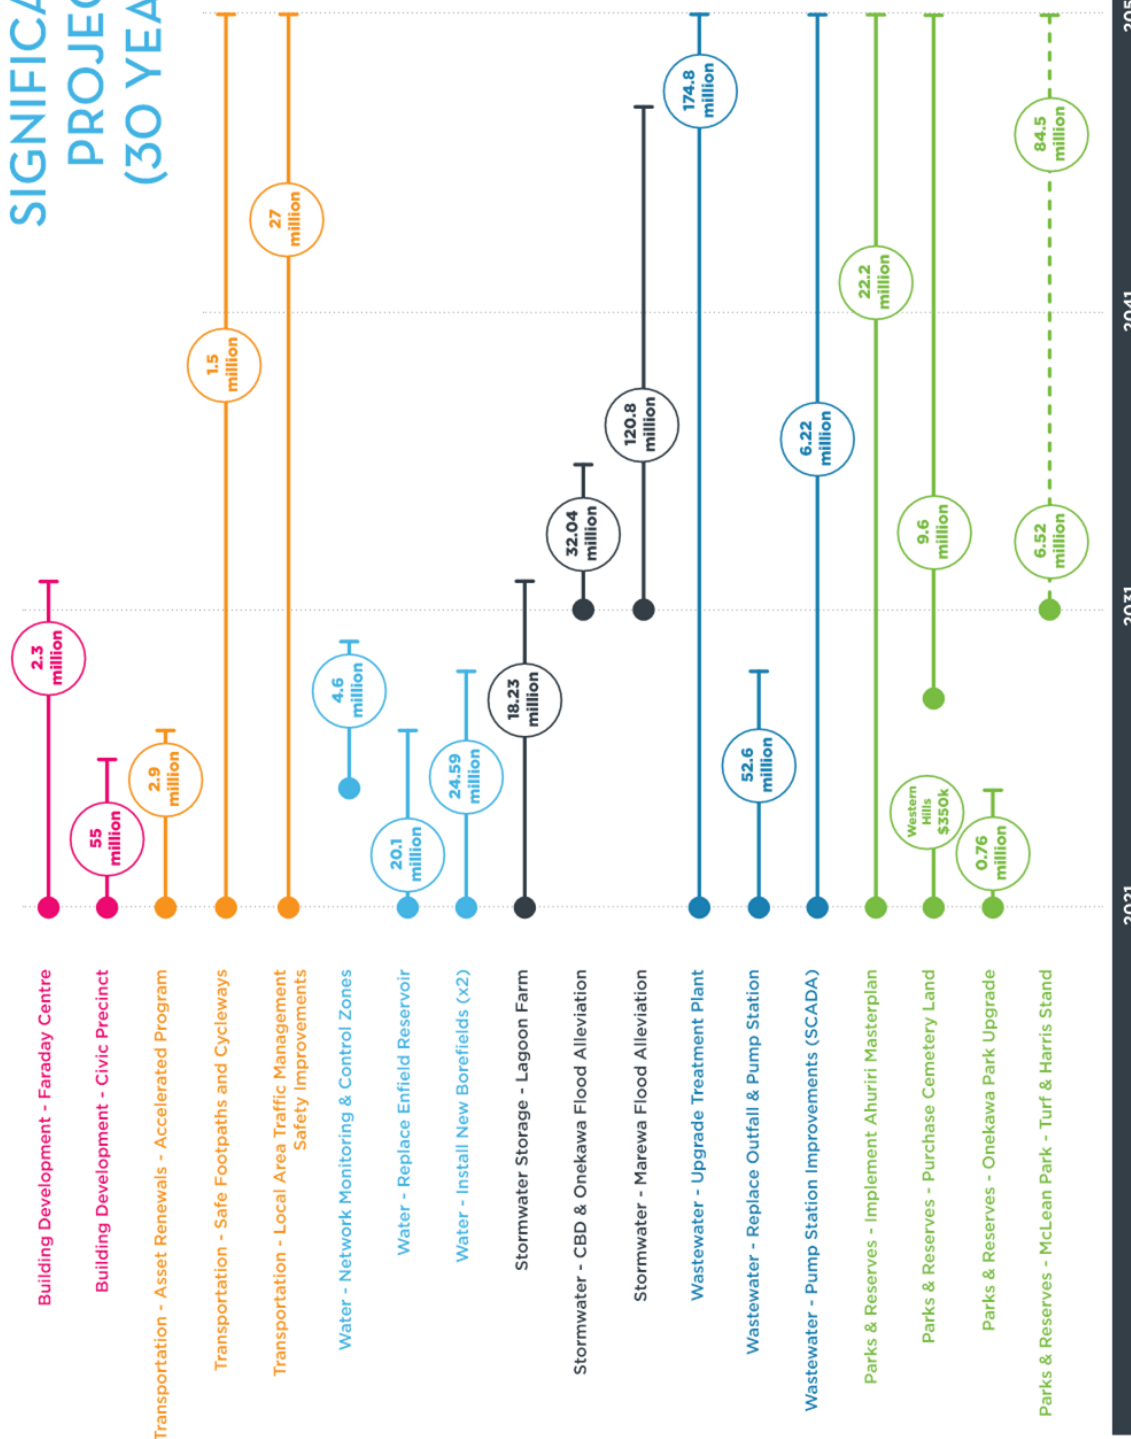 SIGNIFICA
PROJEC
(30 YEA
Building Development - Faraday Centre
2.3
million
Building Development - Civic Precinct
55
million
Transportation - Asset Renewals - Accelerated Program
2.9
million
Transportation - Safe Footpaths and Cycleways
1.5
million
Transportation - Local Area Traffic Management
Safety Improvements
27
million
Water - Network Monitoring & Control Zones
4.6
million
Water - Replace Enfield Reservoir
20.1
million
Water - Install New Borefields (x2)
24.59
million
Stormwater Storage - Lagoon Farm
18.23
million
Stormwater - CBD & Onekawa Flood Alleviation
32.04
million
Stormwater - Marewa Flood Alleviation
120.8
million
Wastewater - Upgrade Treatment Plant
174.8
million
Wastewater - Replace Outfall & Pump Station
52.6
million
Wastewater - Pump Station Improvements (SCADA)
6.22
million
Parks & Reserves - Implement Ahuriri Masterplan
22.2
million
Parks & Reserves - Purchase Cemetery Land
Western
Hills
$350k
9.6
million
Parks & Reserves - Onekawa Park Upgrade
0.76
million
Parks & Reserves - McLean Park - Turf & Harris Stand
6.52
million
84.5
million
2021
2031
2041
205